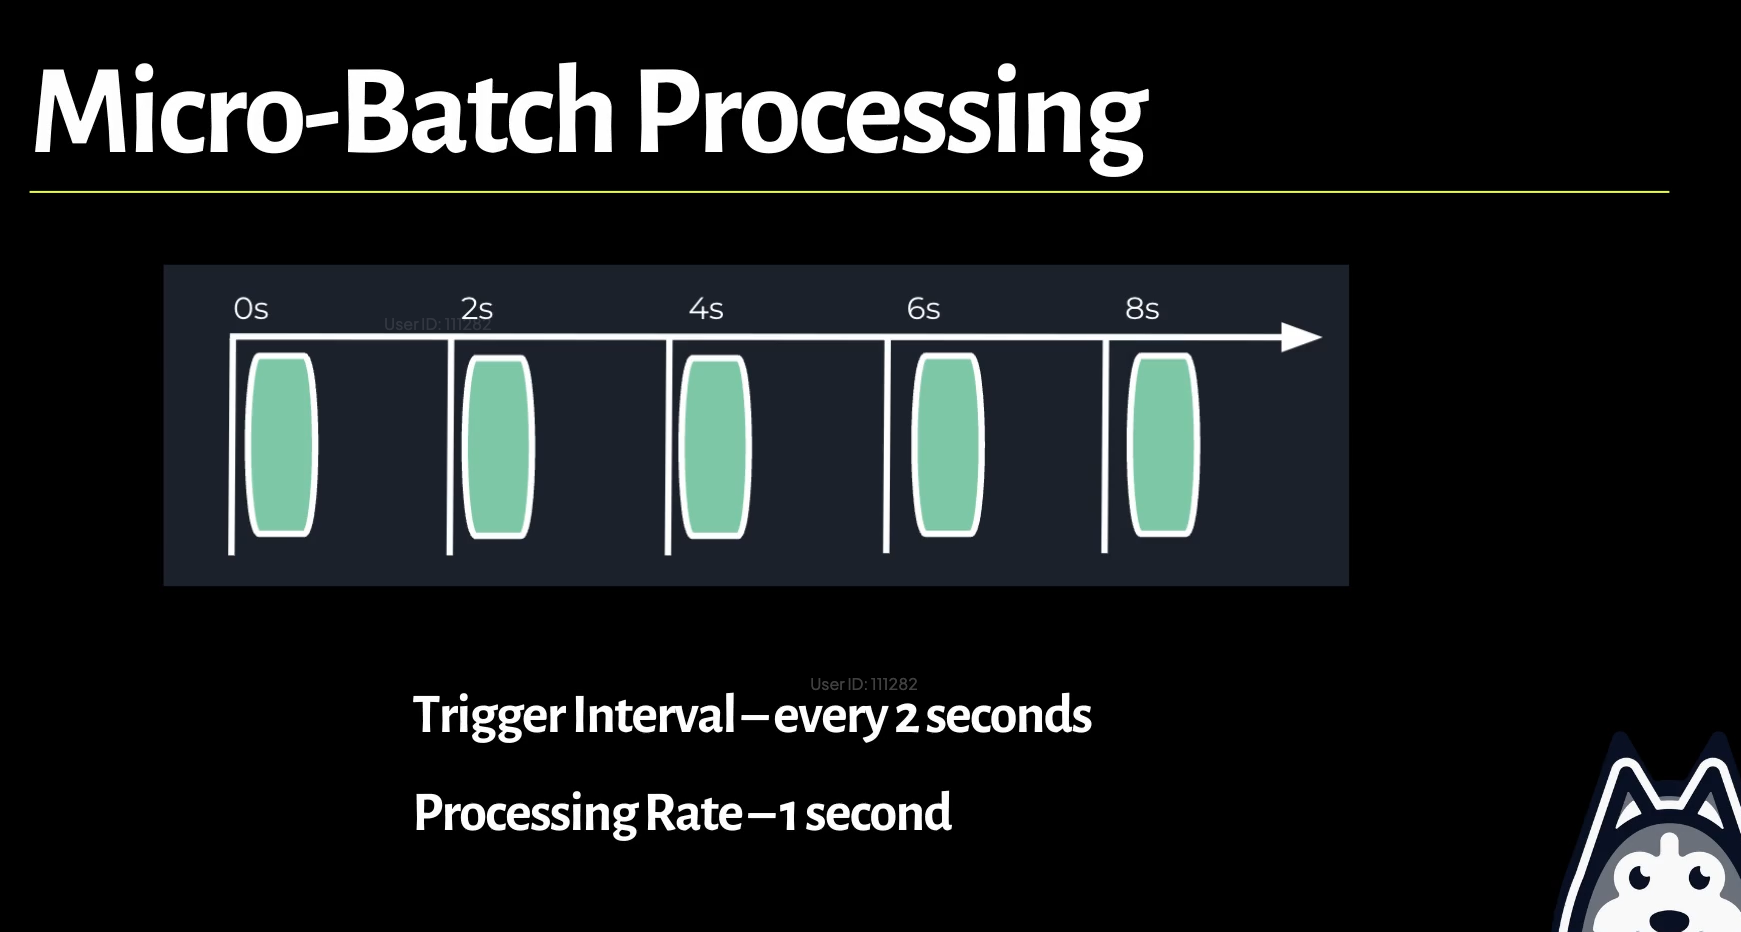 Micro-Batch Processing
0s 2s 4s 6s 8s
User ID: 111282
User ID: 111282
Trigger Interval – every 2 seconds
Processing Rate – 1 second